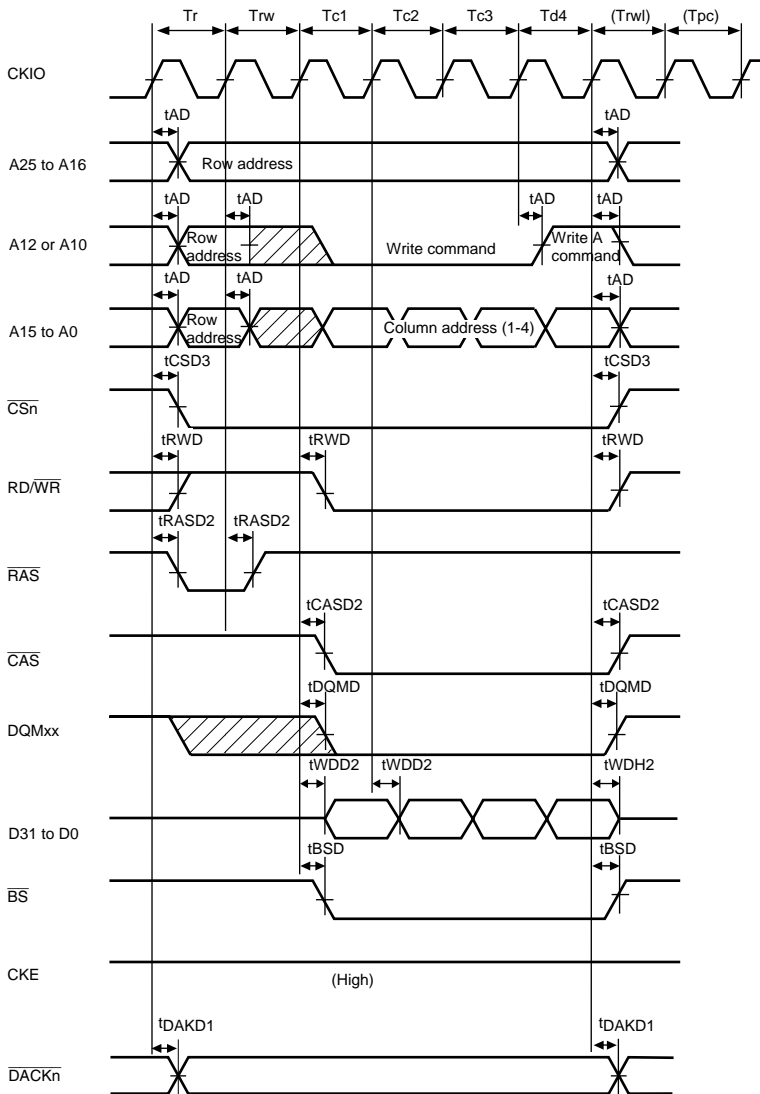 Tr Trw Tc1 Tc2 Tc3 Td4 (Trwl) (Tpc)
CKIO
tAD tAD
A25 to A16 Row address
tAD tAD tAD tAD
A12 or A10 Row address Write command Write A command
tAD tAD tAD
A15 to A0 Row address Column address (1-4)
tCSD3 tCSD3
CSn
tRWD tRWD tRWD
RD/WR
tRASD2 tRASD2
RAS
tCASD2 tCASD2
CAS
tDQMD tDQMD
DQMxx
tWDD2 tWDD2 tWDH2
D31 to D0
tBSD tBSD
BS
CKE (High)
tDAKD1 tDAKD1
DACKn